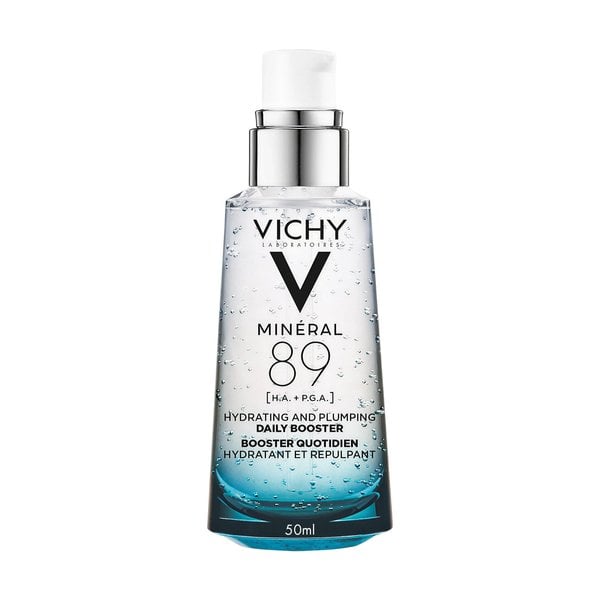 VICHY
LABORATOIRES
V
MINÉRAL
89
[H.A. + P.G.A.]
HYDRATING AND PLUMPING
DAILY BOOSTER
BOOSTER QUOTIDIEN
HYDRATANT ET REPULPANT
50ml